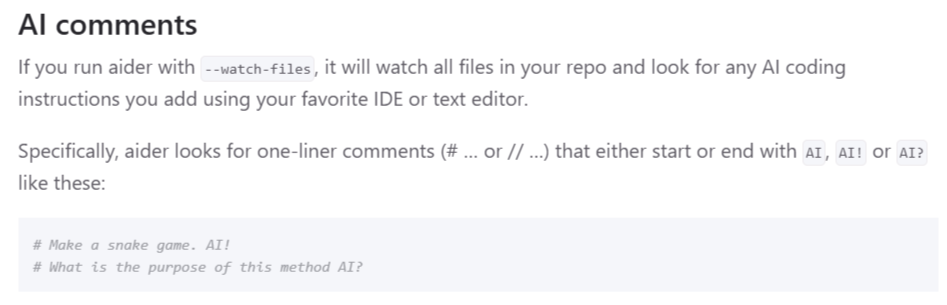 AI comments
If you run aider with --watch-files, it will watch all files in your repo and look for any AI coding
instructions you add using your favorite IDE or text editor.
Specifically, aider looks for one-liner comments (# ... or // ...) that either start or end with AI, AI! or AI?
like these:
# Make a snake game. AI!
# What is the purpose of this method AI?